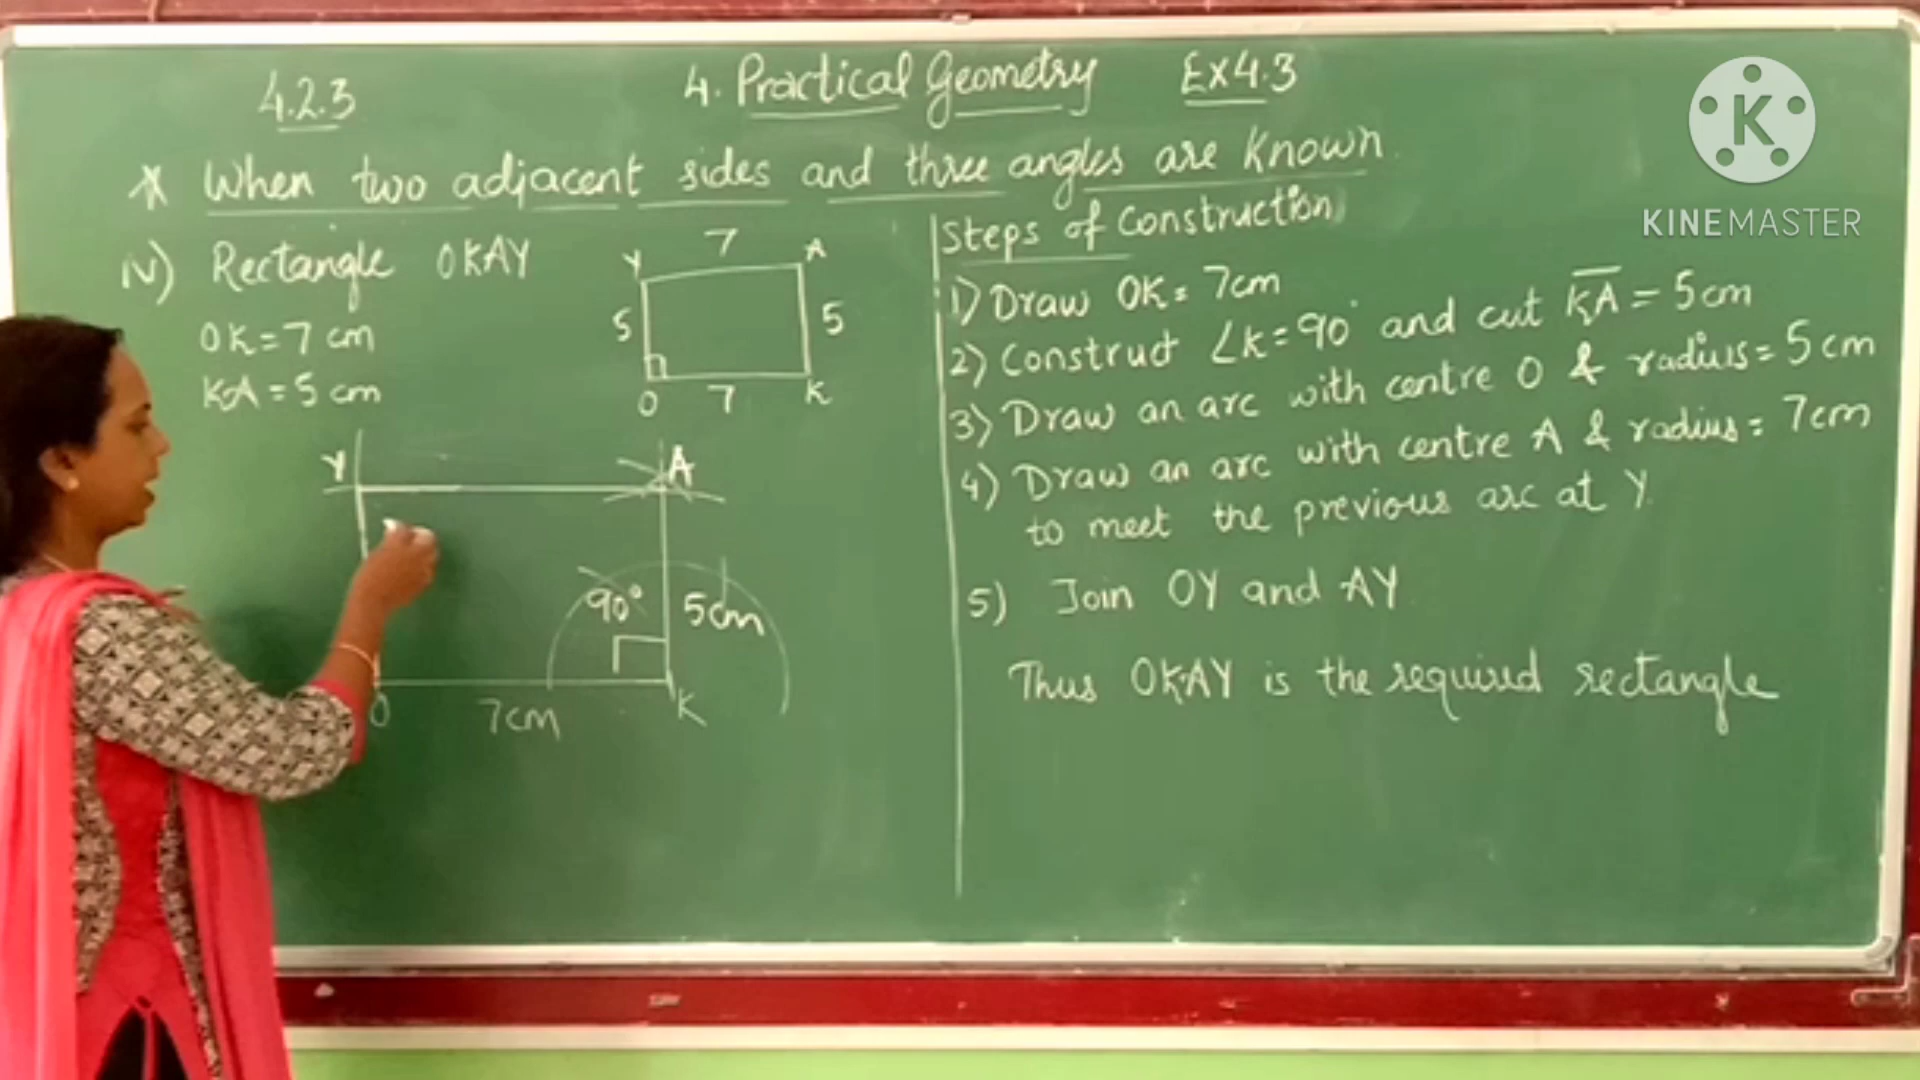 4.2.3
4. Practical Geometry Ex 4.3
* When two adjacent sides and three angles are known.
iv) Rectangle OKAY
OK = 7 cm
KA = 5 cm
7
Y A
5 5
O 7 K
Y A
90° 5cm
O 7cm K
Steps of Construction
1) Draw OK = 7cm
2) Construct ∠K = 90° and cut K̅A̅ = 5cm
3) Draw an arc with centre O & radius = 5cm
4) Draw an arc with centre A & radius = 7cm
to meet the previous arc at Y.
5) Join OY and AY
Thus OKAY is the required rectangle
K
KINEMASTER